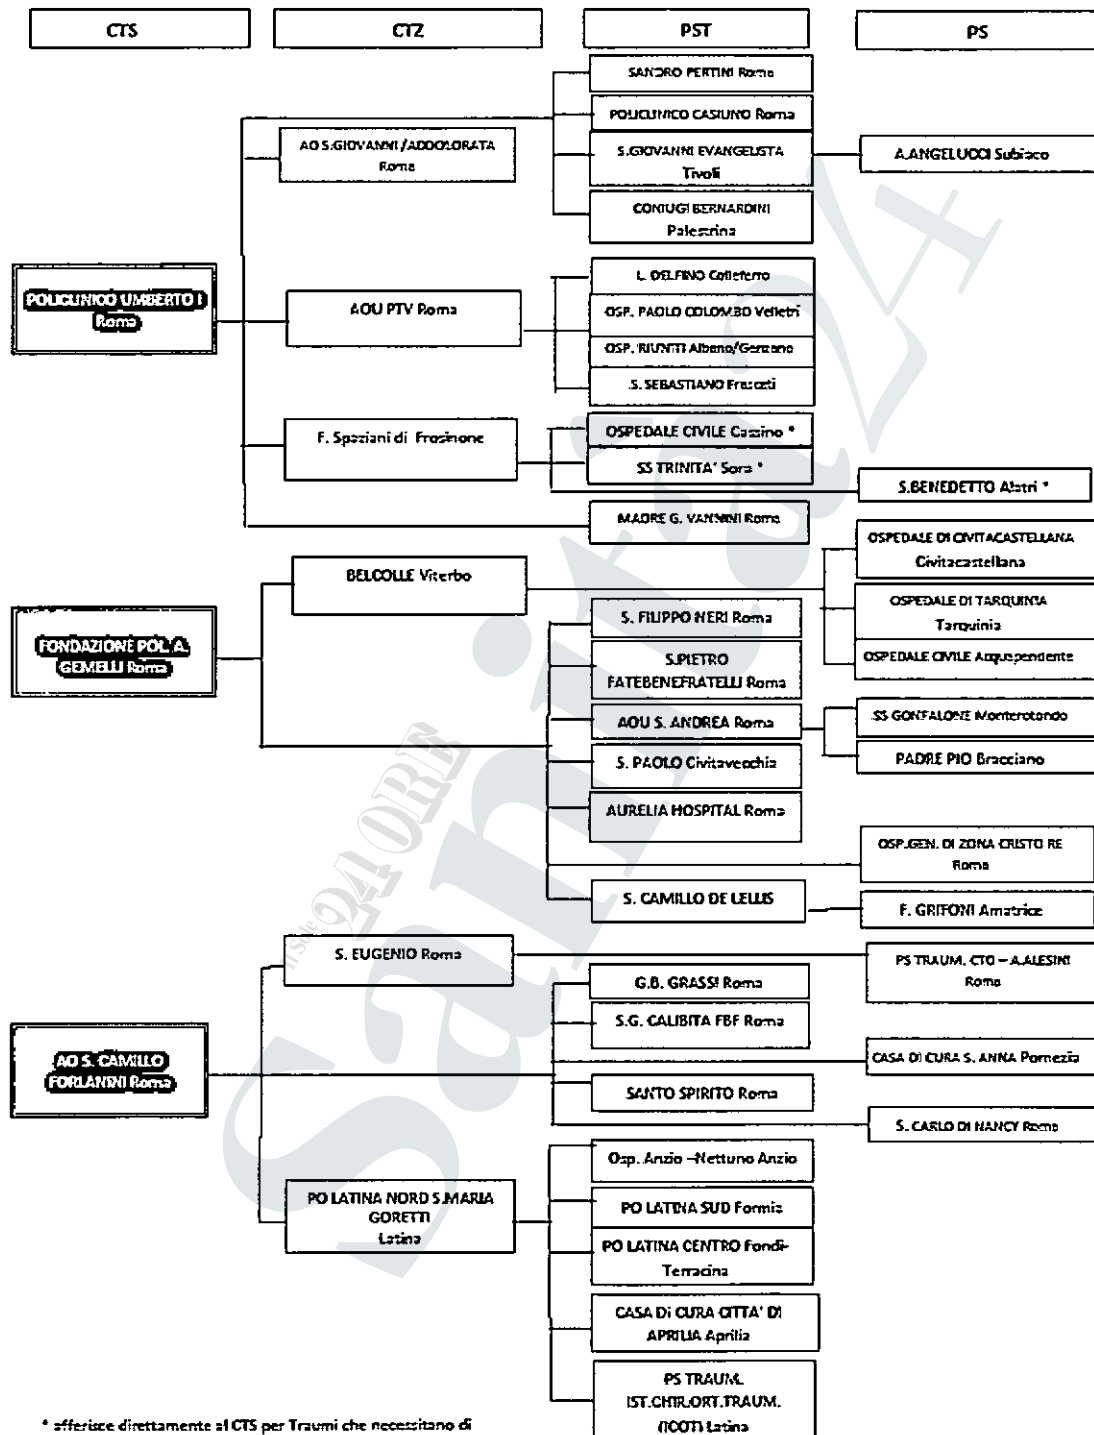 CTS
CTZ
PST
PS
SANDRO PERTINI Roma
POLICLINICO CASILINO Roma
AO S.GIOVANNI /ADDOLORATA
Roma
S.GIOVANNI EVANGELISTA
Tivoli
A.ANGELUCCI Subiaco
CONIUGI BERNARDINI
Palestrina
POLICLINICO UMBERTO I
Roma
AOU PTV Roma
L. DELFINO Colleferro
OSP. PAOLO COLOMBO Velletri
OSP. RIUNITI Albano/Genzano
S. SEBASTIANO Frascati
F. Spaziani di Frosinone
OSPEDALE CIVILE Cassino *
SS TRINITA' Sora *
S.BENEDETTO Alatri *
MADRE G. VANNINI Roma
BELCOLLE Viterbo
OSPEDALE DI CIVITACASTELLANA
Civitacastellana
OSPEDALE DI TARQUINIA
Tarquinia
OSPEDALE CIVILE Acquapendente
FONDAZIONE POL. A.
GEMELLI Roma
S. FILIPPO NERI Roma
S.PIETRO
FATEBENEFRATELLI Roma
AOU S. ANDREA Roma
SS GONFALONE Monterotondo
PADRE PIO Bracciano
S. PAOLO Civitavecchia
AURELIA HOSPITAL Roma
OSP.GEN. DI ZONA CRISTO RE
Roma
S. CAMILLO DE LELLIS
F. GRIFONI Amatrice
S. EUGENIO Roma
PS TRAUM. CTO – A.ALESINI
Roma
G.B. GRASSI Roma
S.G. CALIBITA FBF Roma
AO S. CAMILLO
FORLANINI Roma
CASA DI CURA S. ANNA Pomezia
SANTO SPIRITO Roma
S. CARLO DI NANCY Roma
Osp. Anzio –Nettuno Anzio
PO LATINA NORD S.MARIA
GORETTI
Latina
PO LATINA SUD Formia
PO LATINA CENTRO Fondi-
Terracina
CASA Di CURA CITTA' DI
APRILIA Aprilia
PS TRAUM.
IST.CHIR.ORT.TRAUM.
(ICOT) Latina
* afferisce direttamente al CTS per Traumi che necessitano di
Il Sole 24 ORE
Sanità24